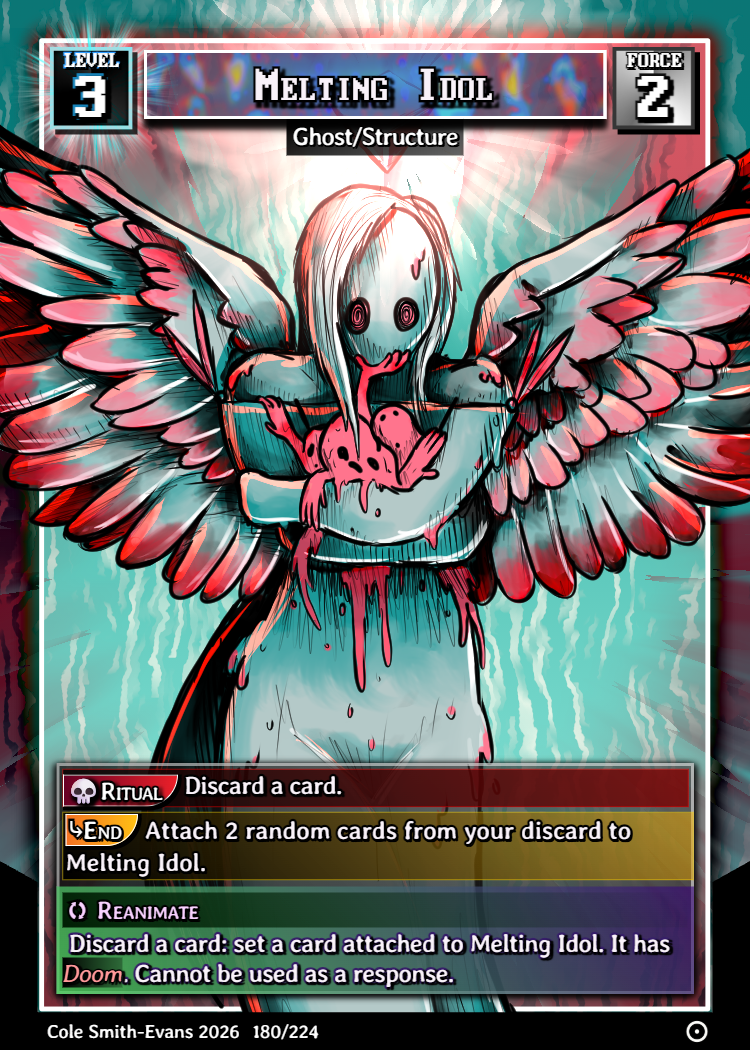 LEVEL
3
Melting Idol
FORCE
2
Ghost/Structure
Ritual Discard a card.
↳End Attach 2 random cards from your discard to
Melting Idol.
Reanimate
Discard a card: set a card attached to Melting Idol. It has
Doom. Cannot be used as a response.
Cole Smith-Evans 2026 180/224